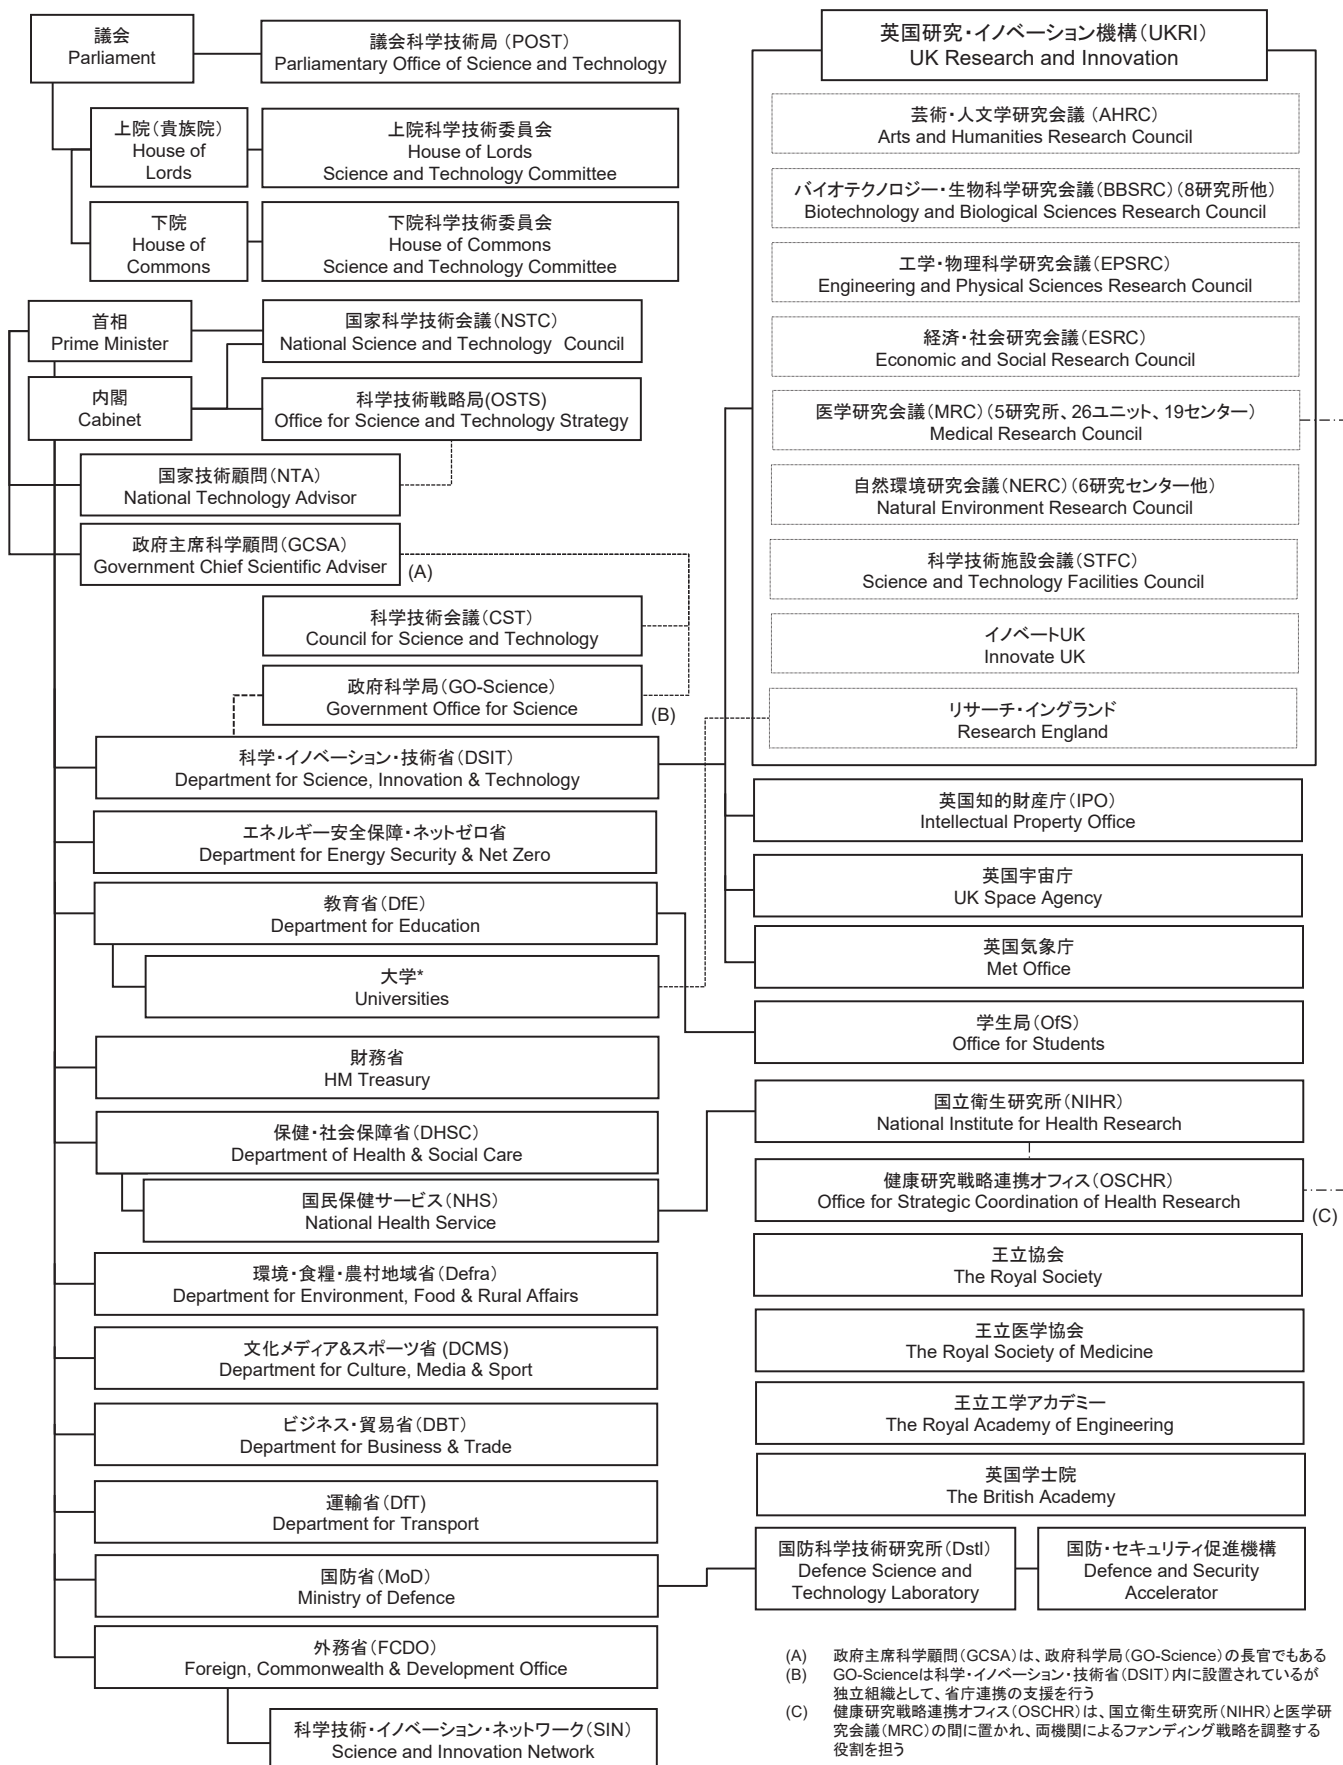 議会
Parliament
議会科学技術局 (POST)
Parliamentary Office of Science and Technology
上院(貴族院)
House of
Lords
上院科学技術委員会
House of Lords
Science and Technology Committee
下院
House of
Commons
下院科学技術委員会
House of Commons
Science and Technology Committee
首相
Prime Minister
国家科学技術会議(NSTC)
National Science and Technology Council
内閣
Cabinet
科学技術戦略局(OSTS)
Office for Science and Technology Strategy
国家技術顧問(NTA)
National Technology Advisor
政府主席科学顧問(GCSA)
Government Chief Scientific Adviser
(A)
科学技術会議(CST)
Council for Science and Technology
政府科学局(GO-Science)
Government Office for Science
(B)
科学・イノベーション・技術省(DSIT)
Department for Science, Innovation & Technology
エネルギー安全保障・ネットゼロ省
Department for Energy Security & Net Zero
教育省(DfE)
Department for Education
大学*
Universities
財務省
HM Treasury
保健・社会保障省(DHSC)
Department of Health & Social Care
国民保健サービス(NHS)
National Health Service
環境・食糧・農村地域省(Defra)
Department for Environment, Food & Rural Affairs
文化メディア&スポーツ省 (DCMS)
Department for Culture, Media & Sport
ビジネス・貿易省(DBT)
Department for Business & Trade
運輸省(DfT)
Department for Transport
国防省(MoD)
Ministry of Defence
外務省(FCDO)
Foreign, Commonwealth & Development Office
科学技術・イノベーション・ネットワーク(SIN)
Science and Innovation Network
英国研究・イノベーション機構(UKRI)
UK Research and Innovation
芸術・人文学研究会議 (AHRC)
Arts and Humanities Research Council
バイオテクノロジー・生物科学研究会議(BBSRC)(8研究所他)
Biotechnology and Biological Sciences Research Council
工学・物理科学研究会議(EPSRC)
Engineering and Physical Sciences Research Council
経済・社会研究会議(ESRC)
Economic and Social Research Council
医学研究会議(MRC)(5研究所、26ユニット、19センター)
Medical Research Council
自然環境研究会議(NERC)(6研究センター他)
Natural Environment Research Council
科学技術施設会議(STFC)
Science and Technology Facilities Council
イノベートUK
Innovate UK
リサーチ・イングランド
Research England
英国知的財産庁(IPO)
Intellectual Property Office
英国宇宙庁
UK Space Agency
英国気象庁
Met Office
学生局(OfS)
Office for Students
国立衛生研究所(NIHR)
National Institute for Health Research
健康研究戦略連携オフィス(OSCHR)
Office for Strategic Coordination of Health Research
(C)
王立協会
The Royal Society
王立医学協会
The Royal Society of Medicine
王立工学アカデミー
The Royal Academy of Engineering
英国学士院
The British Academy
国防科学技術研究所(Dstl)
Defence Science and
Technology Laboratory
国防・セキュリティ促進機構
Defence and Security
Accelerator
(A) 政府主席科学顧問(GCSA)は、政府科学局(GO-Science)の長官でもある
(B) GO-Scienceは科学・イノベーション・技術省(DSIT)内に設置されているが
独立組織として、省庁連携の支援を行う
(C) 健康研究戦略連携オフィス(OSCHR)は、国立衛生研究所(NIHR)と医学研
究会議(MRC)の間に置かれ、両機関によるファンディング戦略を調整する
役割を担う